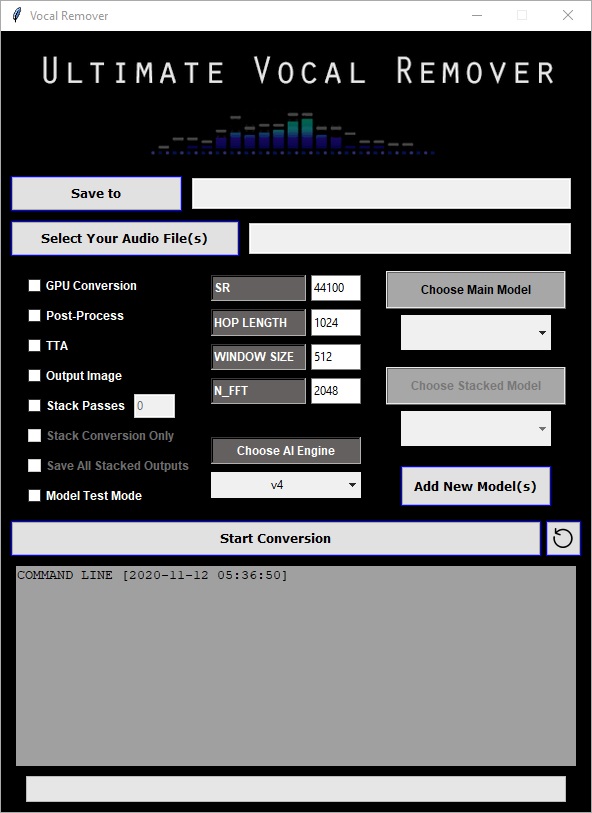 Vocal Remover
Ultimate Vocal Remover
Save to
Select Your Audio File(s)
GPU Conversion
SR 44100
Choose Main Model
Post-Process
HOP LENGTH 1024
TTA
WINDOW SIZE 512
Output Image
N_FFT 2048
Choose Stacked Model
Stack Passes 0
Stack Conversion Only
Choose AI Engine
Save All Stacked Outputs
v4
Add New Model(s)
Model Test Mode
Start Conversion
COMMAND LINE [2020-11-12 05:36:50]